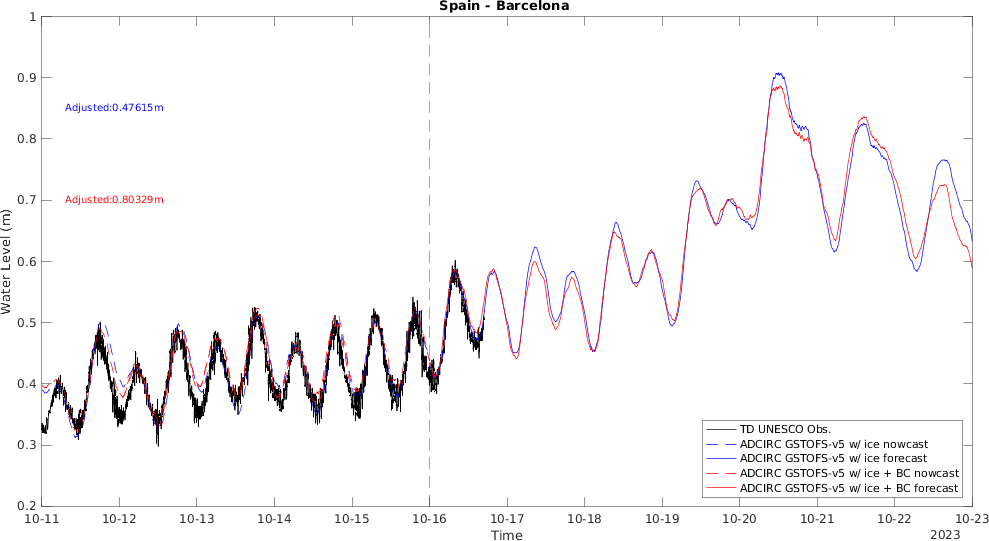 Spain - Barcelona
1
0.9
0.8
0.7
0.6
0.5
0.4
0.3
0.2
Water Level (m)
Adjusted:0.47615m
Adjusted:0.80329m
TD UNESCO Obs.
ADCIRC GSTOFS-v5 w/ ice nowcast
ADCIRC GSTOFS-v5 w/ ice forecast
ADCIRC GSTOFS-v5 w/ ice + BC nowcast
ADCIRC GSTOFS-v5 w/ ice + BC forecast
10-11 10-12 10-13 10-14 10-15 10-16 10-17 10-18 10-19 10-20 10-21 10-22 10-23
Time
2023